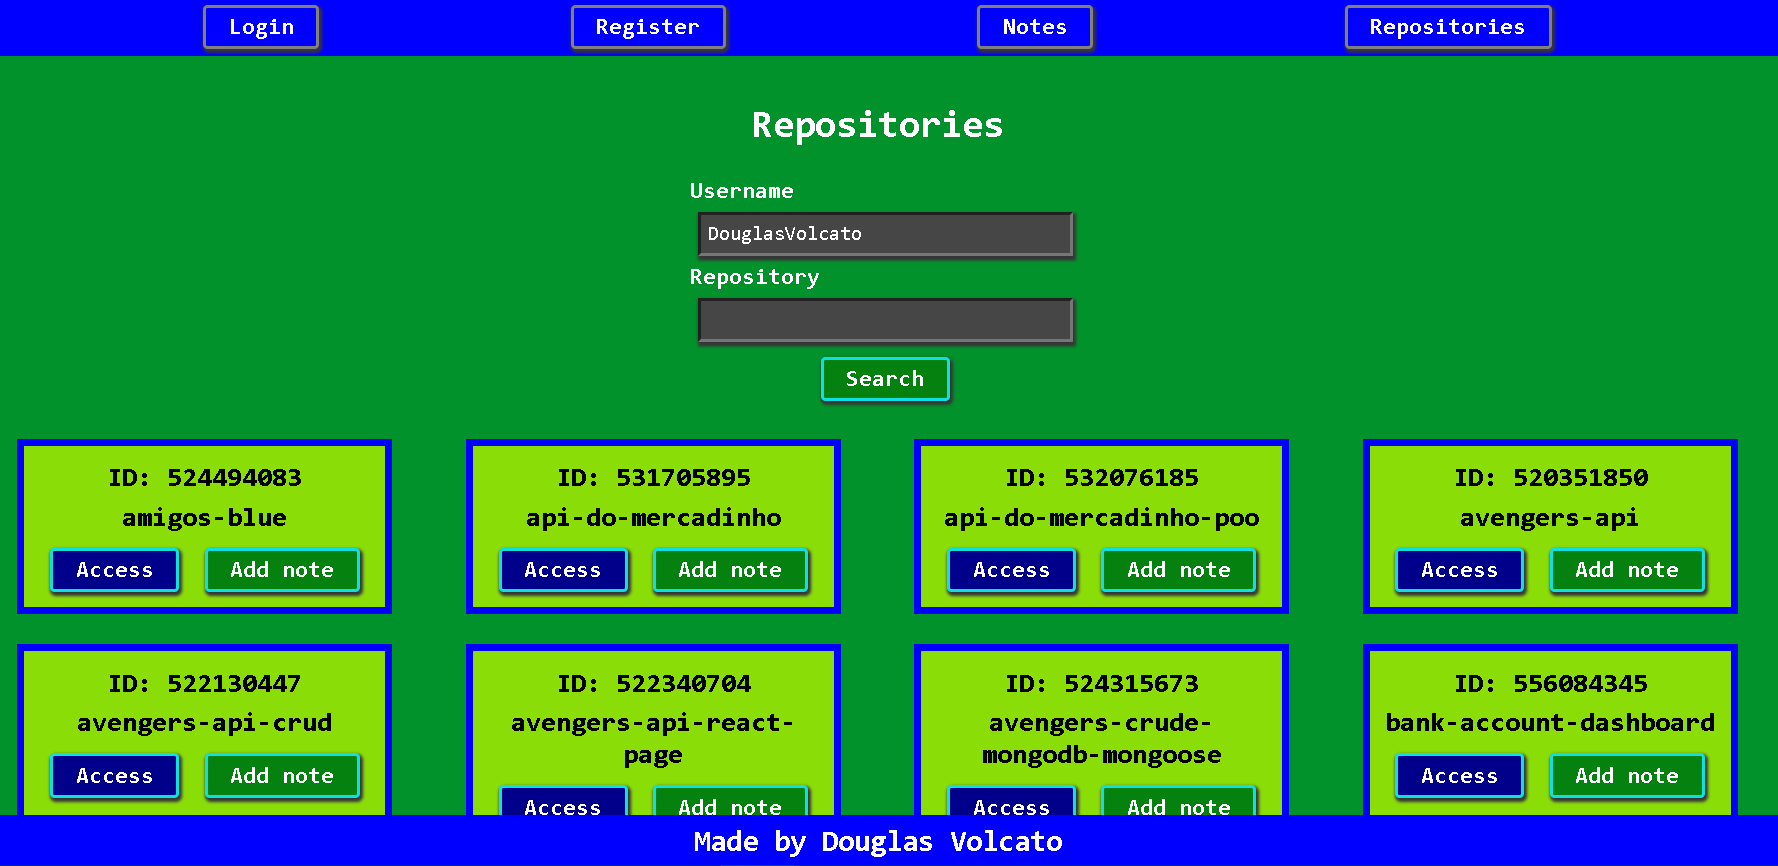 Login Register Notes Repositories
Repositories
Username
DouglasVolcato
Repository
Search
ID: 524494083
amigos-blue
Access Add note
ID: 531705895
api-do-mercadinho
Access Add note
ID: 532076185
api-do-mercadinho-poo
Access Add note
ID: 520351850
avengers-api
Access Add note
ID: 522130447
avengers-api-crud
Access Add note
ID: 522340704
avengers-api-react-
page
Access Add note
ID: 524315673
avengers-crude-
mongodb-mongoose
Access Add note
ID: 556084345
bank-account-dashboard
Access Add note
Made by Douglas Volcato